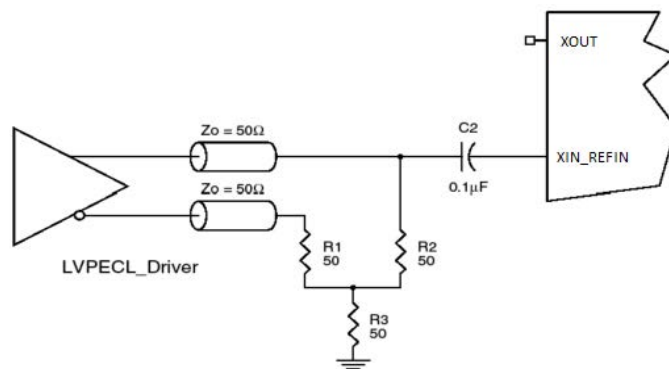 XOUT
Zo = 50Ω
C2
XIN_REFIN
0.1μF
Zo = 50Ω
R1
50
R2
50
LVPECL_Driver
R3
50